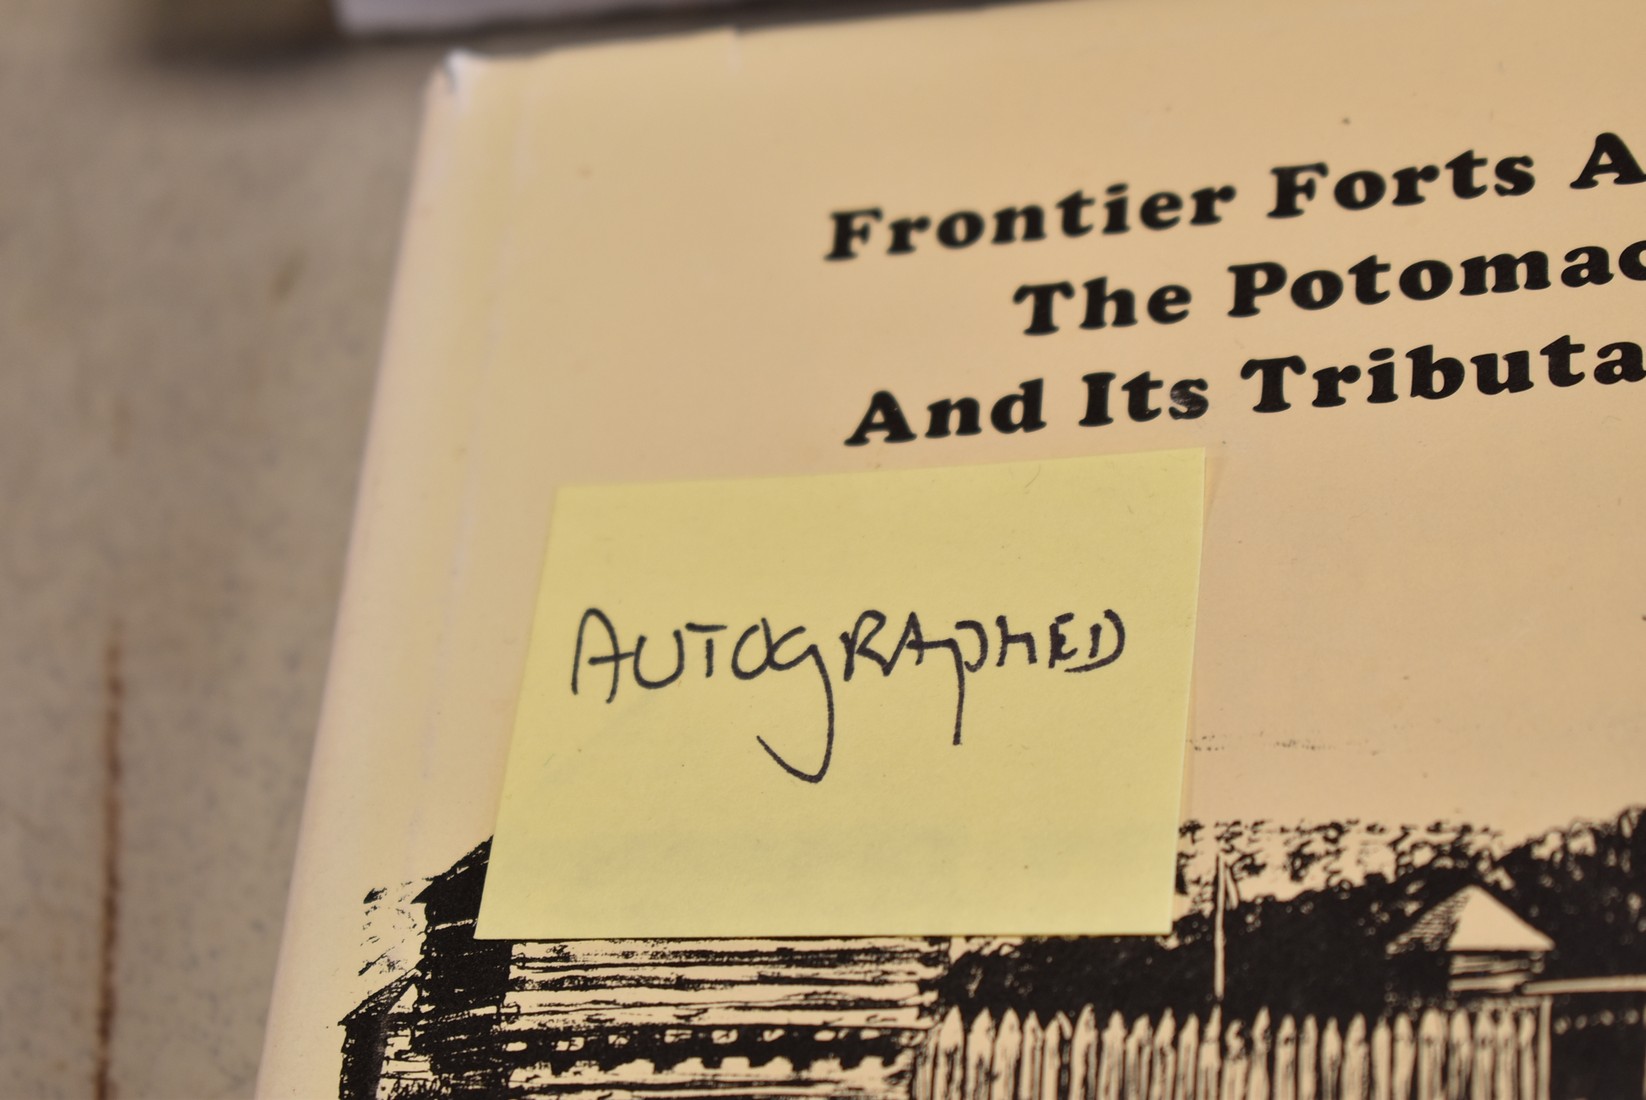 Frontier Forts A
The Potomac
And Its Tributa
AUTOGRAPHED